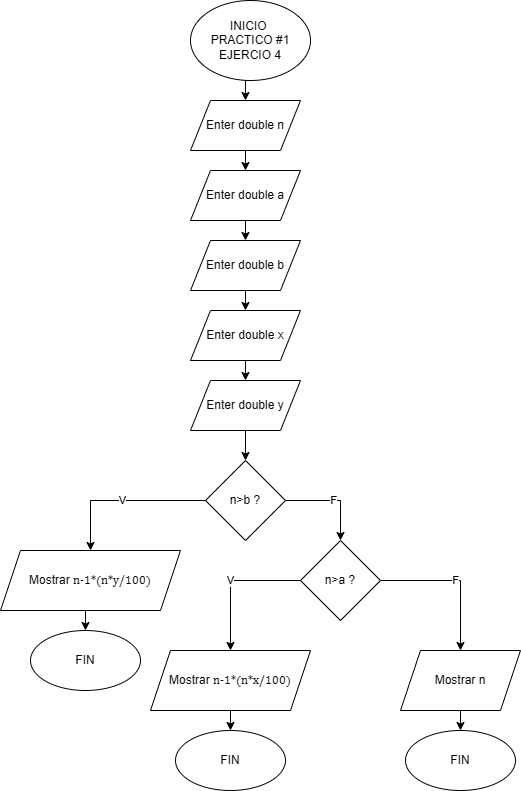 INICIO
PRACTICO #1
EJERCIO 4
Enter double n
Enter double a
Enter double b
Enter double x
Enter double y
n>b ?
V
F
Mostrar n-1*(n*y/100)
n>a ?
V
F
FIN
Mostrar n-1*(n*x/100)
Mostrar n
FIN
FIN